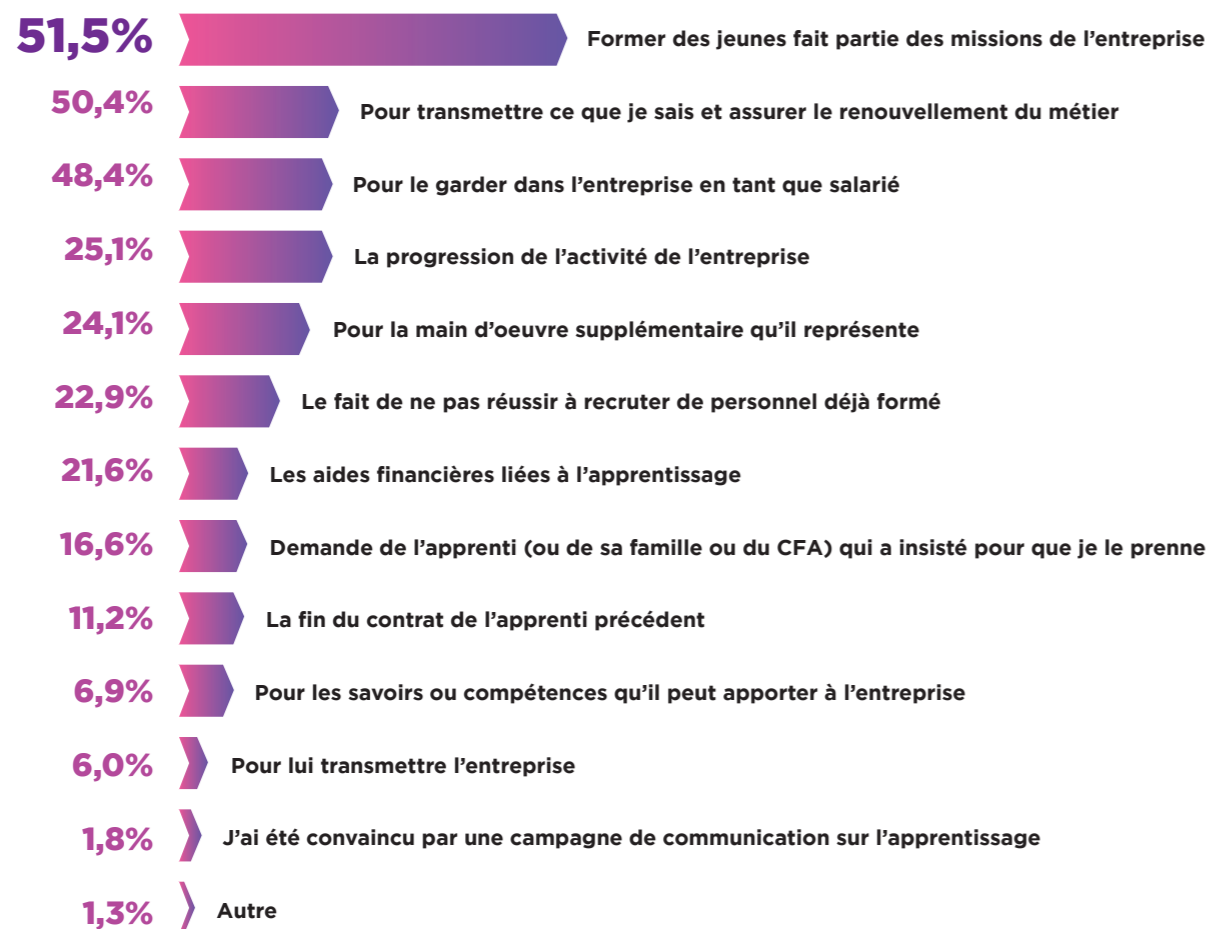 51,5% Former des jeunes fait partie des missions de l’entreprise
50,4% Pour transmettre ce que je sais et assurer le renouvellement du métier
48,4% Pour le garder dans l’entreprise en tant que salarié
25,1% La progression de l’activité de l’entreprise
24,1% Pour la main d’oeuvre supplémentaire qu’il représente
22,9% Le fait de ne pas réussir à recruter de personnel déjà formé
21,6% Les aides financières liées à l’apprentissage
16,6% Demande de l’apprenti (ou de sa famille ou du CFA) qui a insisté pour que je le prenne
11,2% La fin du contrat de l’apprenti précédent
6,9% Pour les savoirs ou compétences qu’il peut apporter à l’entreprise
6,0% Pour lui transmettre l’entreprise
1,8% J’ai été convaincu par une campagne de communication sur l’apprentissage
1,3% Autre